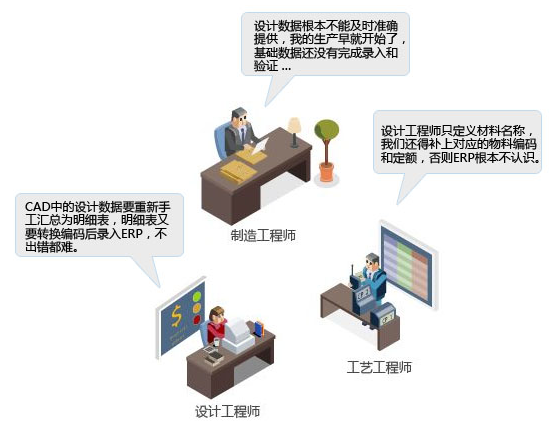 设计数据根本不能及时准确
提供，我的生产早就开始了，
基础数据还没有完成录入和
验证 ...
设计工程师只定义材料名称，
我们还得补上对应的物料编码
和定额，否则ERP根本不认识。
制造工程师
CAD中的设计数据要重新手
工汇总为明细表，明细表又
要转换编码后录入ERP，不
出错都难。
工艺工程师
设计工程师